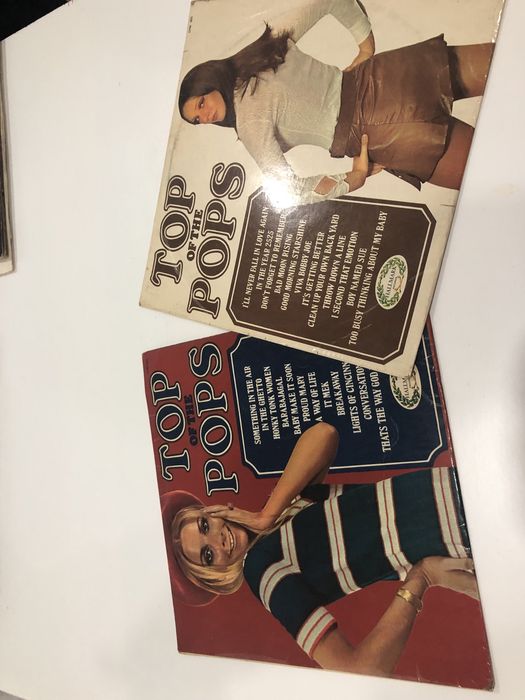 TOP
OF THE
POPS
I'LL NEVER FALL IN LOVE AGAIN
IN THE YEAR 2525
DON'T FORGET TO REMEMBER
BAD MOON RISING
GOOD MORNING STARSHINE
VIVA BOBBY JOE
IT'S GETTING BETTER
CLEAN UP YOUR OWN BACK YARD
THROW DOWN A LINE
I SECOND THAT EMOTION
BOY NAMED SUE
TOO BUSY THINKING ABOUT MY BABY
HALLMARK
TOP
OF THE
POPS
SOMETHING IN THE AIR
IN THE GHETTO
HONKY TONK WOMEN
BARABAJAGAL
BABY MAKE IT SOON
PROUD MARY
A WAY OF LIFE
IT MEK
BREAKAWAY
LIGHTS OF CINCINN
CONVERSATION
THATS THE WAY GOD